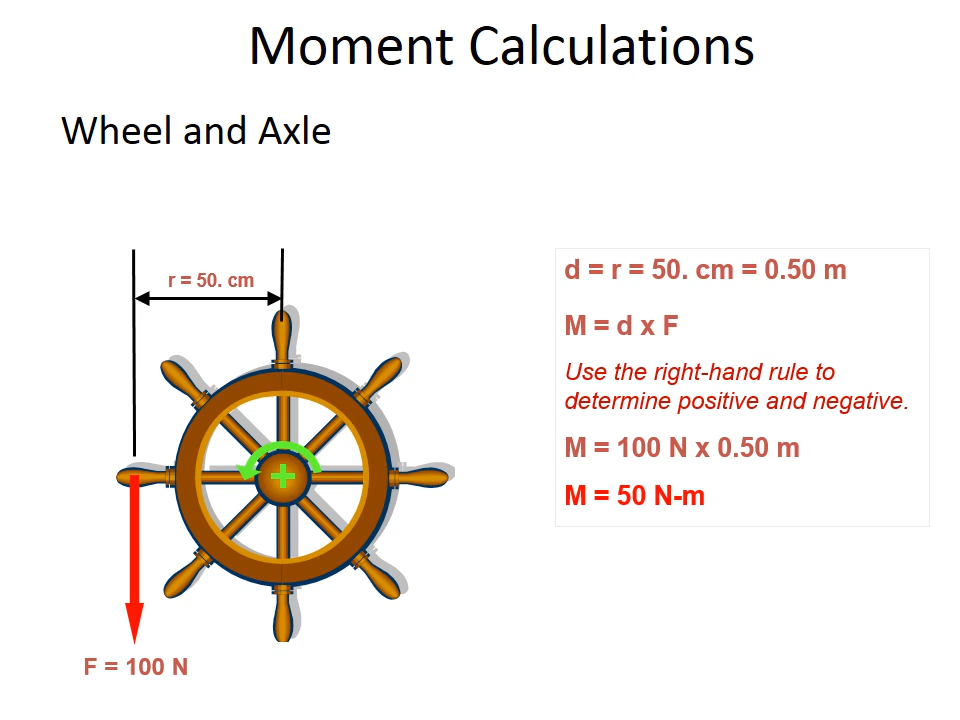 Moment Calculations
Wheel and Axle
r = 50. cm
F = 100 N
d = r = 50. cm = 0.50 m
M = d x F
Use the right-hand rule to
determine positive and negative.
M = 100 N x 0.50 m
M = 50 N-m